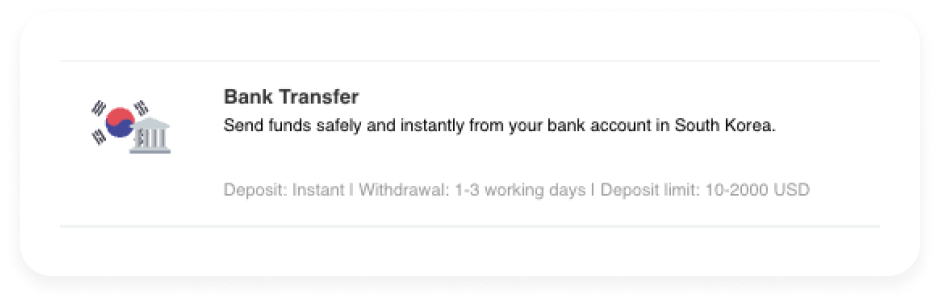 Bank Transfer
Send funds safely and instantly from your bank account in South Korea.
Deposit: Instant | Withdrawal: 1-3 working days | Deposit limit: 10-2000 USD